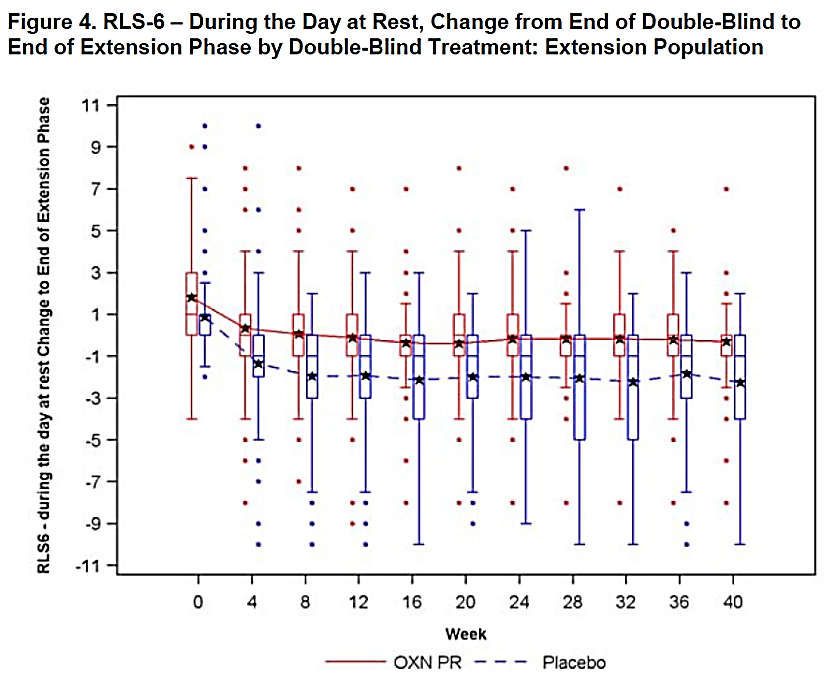 Figure 4. RLS-6 – During the Day at Rest, Change from End of Double-Blind to
End of Extension Phase by Double-Blind Treatment: Extension Population
RLS6 - during the day at rest Change to End of Extension Phase
11
9
7
5
3
1
-1
-3
-5
-7
-9
-11
0 4 8 12 16 20 24 28 32 36 40
Week
OXN PR Placebo